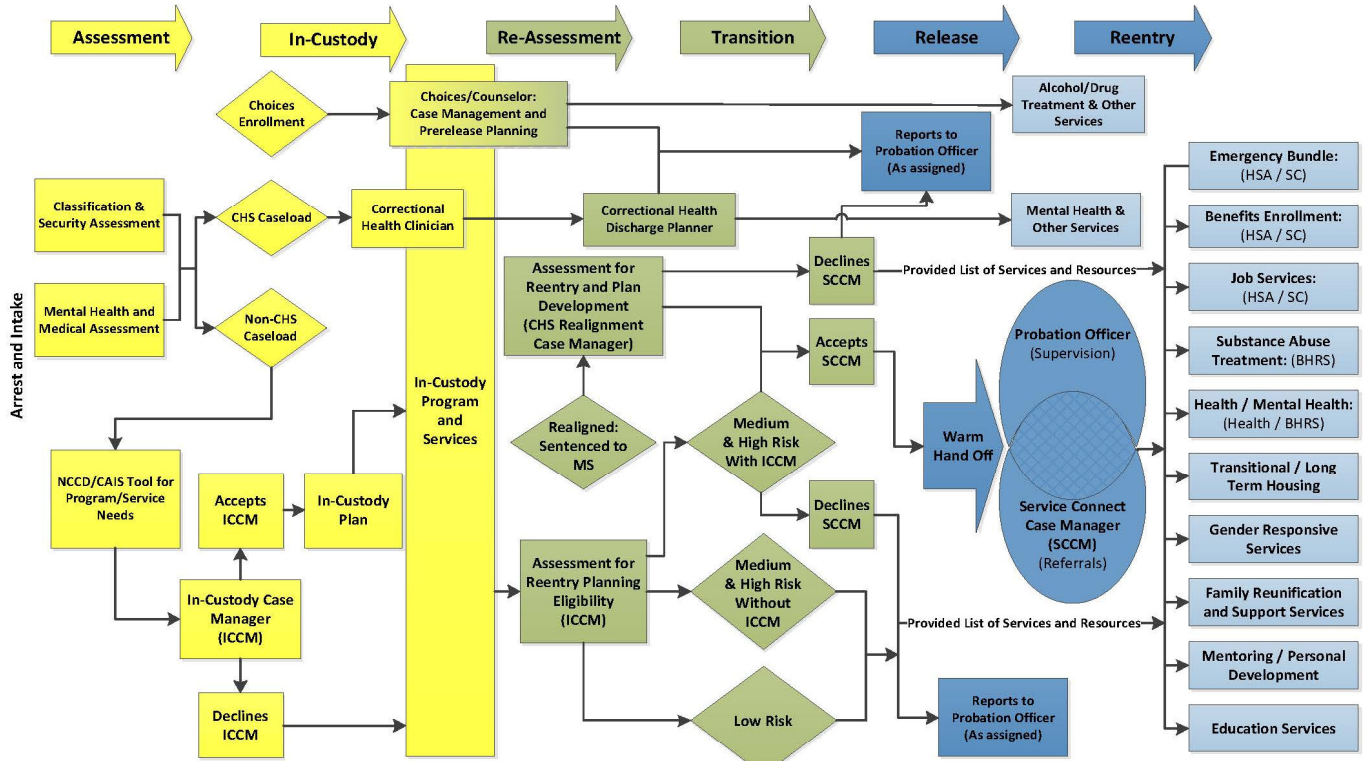 Assessment
In-Custody
Re-Assessment
Transition
Release
Reentry
Arrest and Intake
Choices
Enrollment
Choices/Counselor:
Case Management and
Prerelease Planning
Alcohol/Drug
Treatment & Other
Services
Reports to
Probation Officer
(As assigned)
Classification &
Security Assessment
CHS Caseload
Correctional
Health Clinician
Correctional Health
Discharge Planner
Mental Health &
Other Services
Mental Health and
Medical Assessment
Non-CHS
Caseload
Assessment for
Reentry and Plan
Development
(CHS Realignment
Case Manager)
Declines
SCCM
Provided List of Services and Resources
Accepts
SCCM
In-Custody
Program
and
Services
Realigned:
Sentenced to
MS
Medium
& High Risk
With ICCM
Warm
Hand Off
Probation Officer
(Supervision)
Service Connect
Case Manager
(SCCM)
(Referrals)
NCCD/CAIS Tool for
Program/Service
Needs
Accepts
ICCM
In-Custody
Plan
Declines
SCCM
In-Custody Case
Manager
(ICCM)
Assessment for
Reentry Planning
Eligibility
(ICCM)
Medium
& High Risk
Without
ICCM
Provided List of Services and Resources
Declines
ICCM
Low Risk
Reports to
Probation Officer
(As assigned)
Emergency Bundle:
(HSA / SC)
Benefits Enrollment:
(HSA / SC)
Job Services:
(HSA / SC)
Substance Abuse
Treatment: (BHRS)
Health / Mental Health:
(Health / BHRS)
Transitional / Long
Term Housing
Gender Responsive
Services
Family Reunification
and Support Services
Mentoring / Personal
Development
Education Services